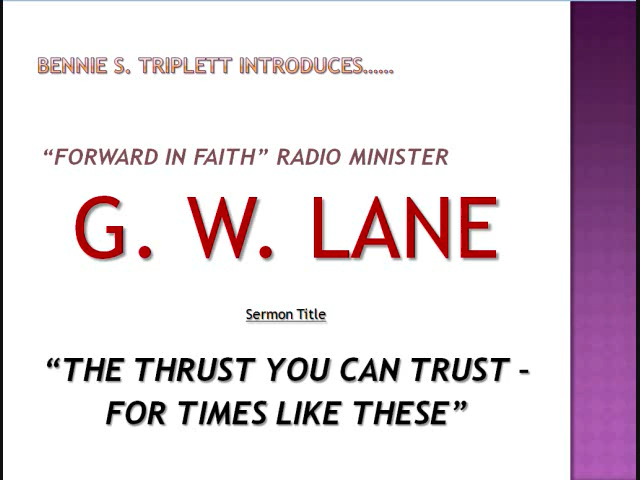 BENNIE S. TRIPLETT INTRODUCES……
“FORWARD IN FAITH” RADIO MINISTER
G. W. LANE
Sermon Title
“THE THRUST YOU CAN TRUST –
FOR TIMES LIKE THESE”